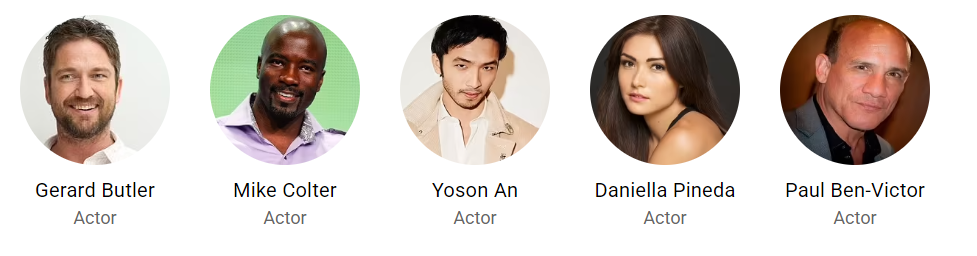 Gerard Butler
Actor
Mike Colter
Actor
Yoson An
Actor
Daniella Pineda
Actor
Paul Ben-Victor
Actor